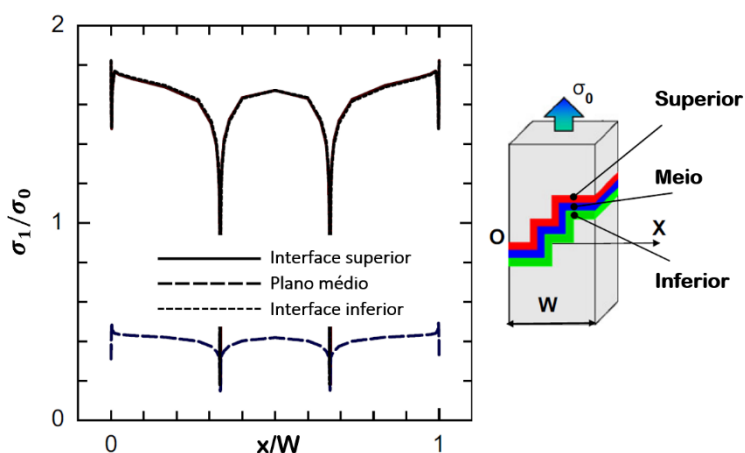 2
1
0
σ₁/σ₀
Interface superior
Plano médio
Interface inferior
0
x/W
1
σ₀
Superior
Meio
O
X
Inferior
W